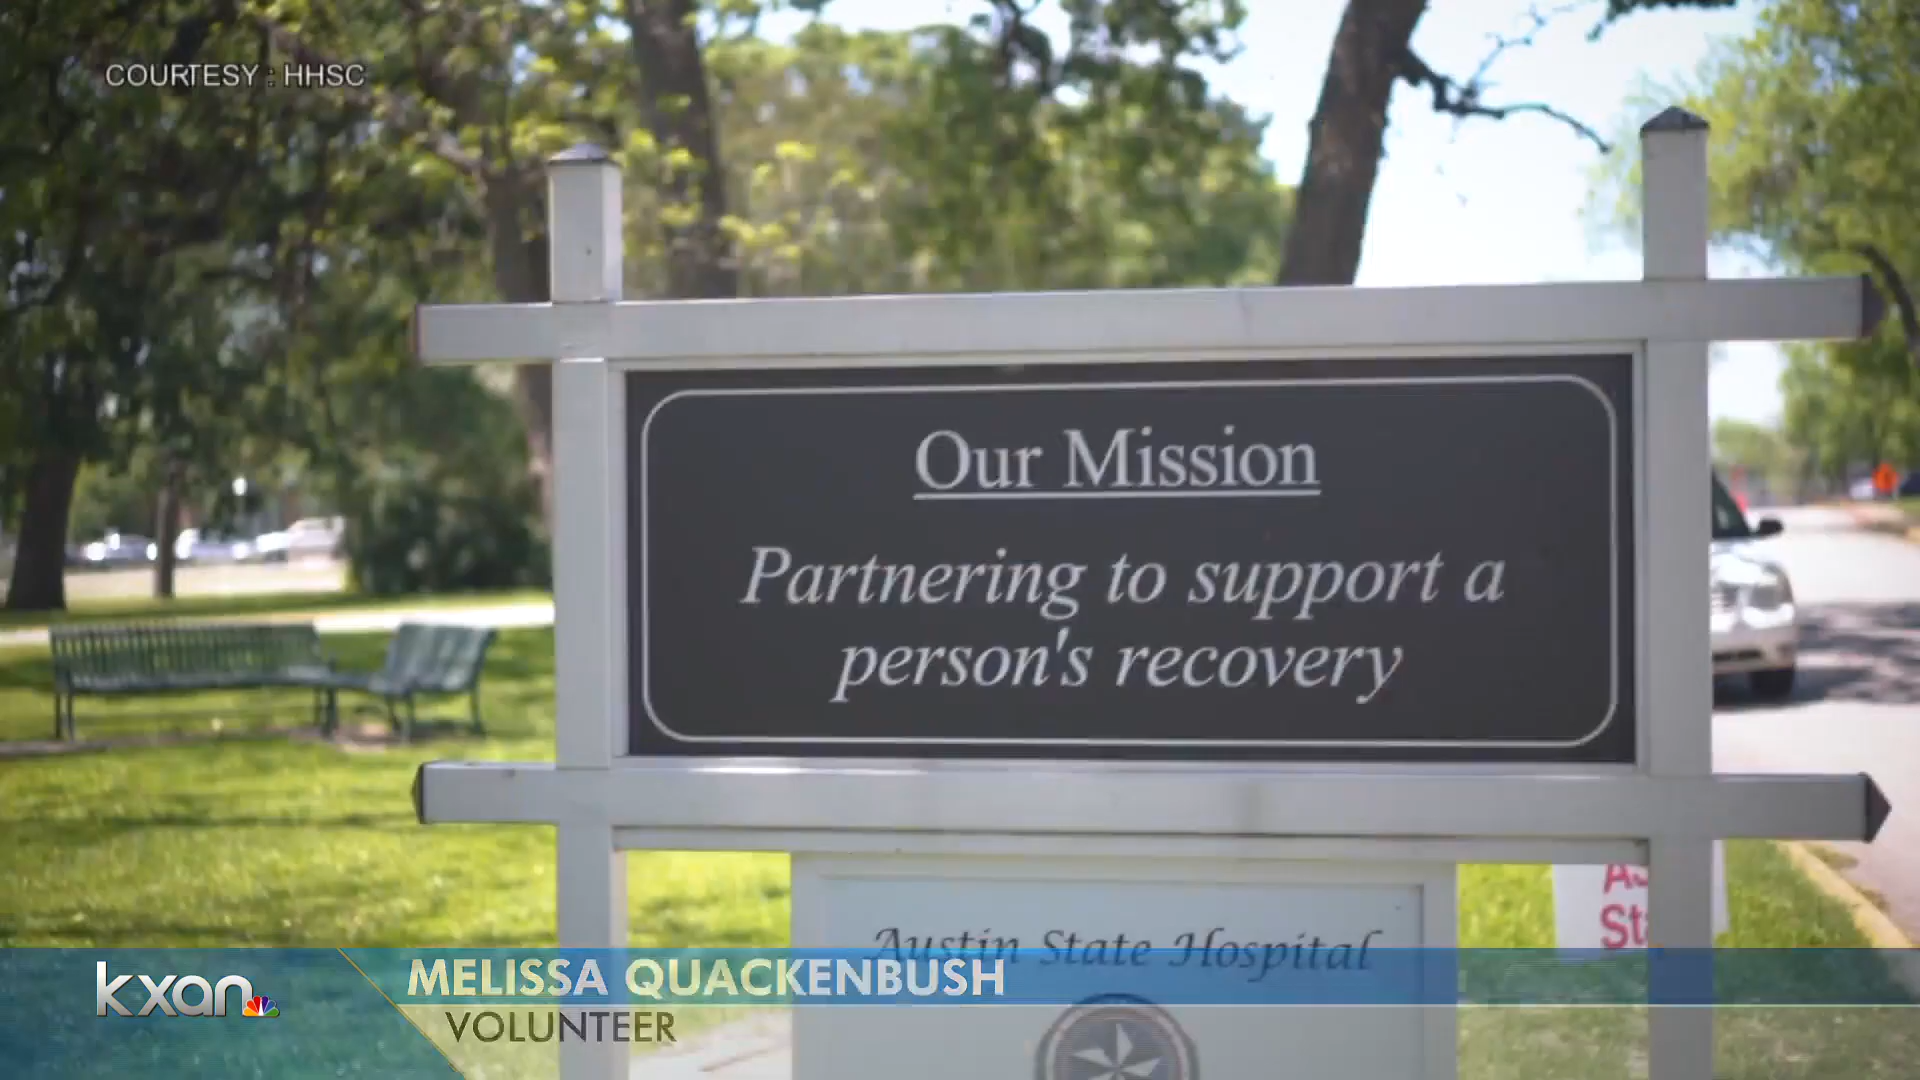 COURTESY : HHSC
Our Mission
Partnering to support a
person's recovery
Austin State Hospital
kxan
MELISSA QUACKENBUSH
VOLUNTEER